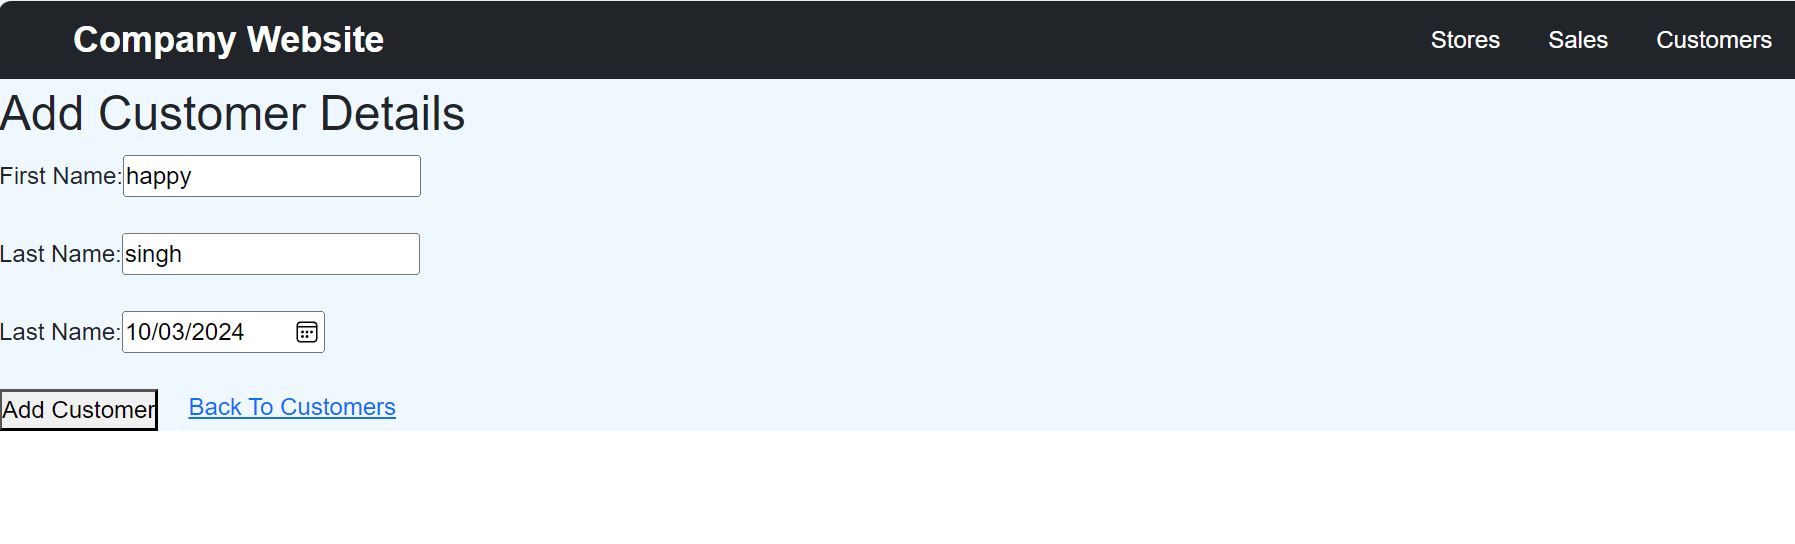 Company Website Stores Sales Customers
Add Customer Details
First Name: happy
Last Name: singh
Last Name: 10/03/2024
Add Customer Back To Customers